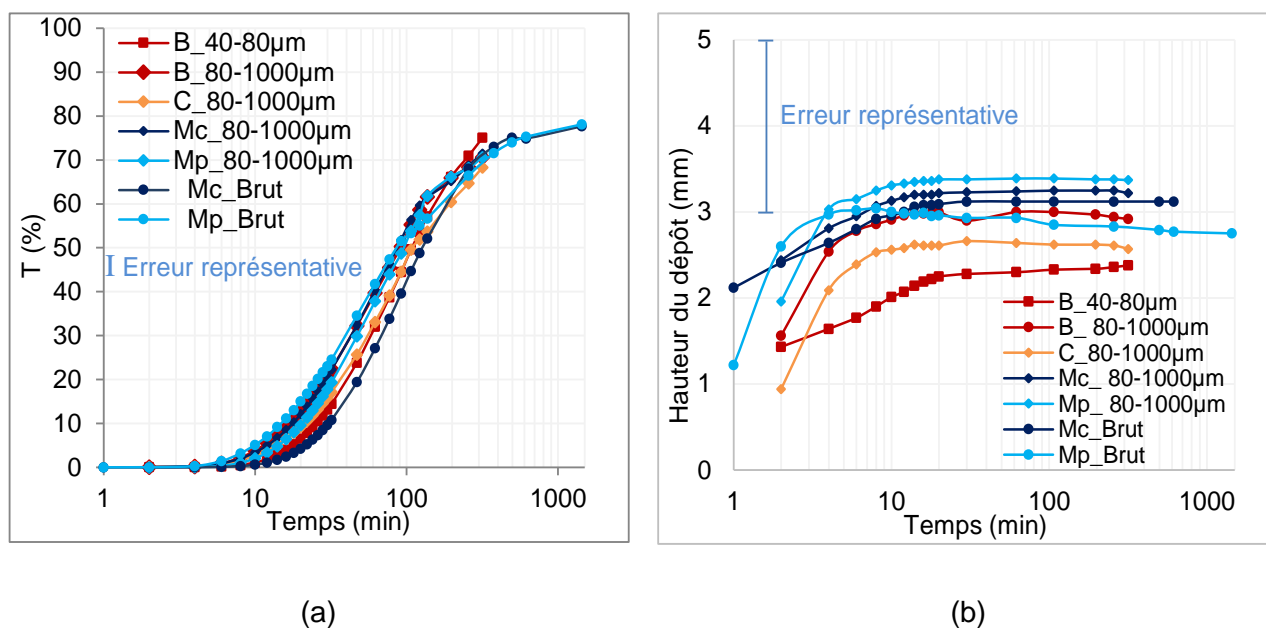 100
90
80
70
60
50
40
30
20
10
0
T (%)
B_40-80µm
B_80-1000µm
C_80-1000µm
Mc_80-1000µm
Mp_80-1000µm
Mc_Brut
Mp_Brut
Erreur représentative
1 10 100 1000
Temps (min)
(a)
5
4
3
2
1
0
Hauteur du dépôt (mm)
Erreur représentative
B_40-80µm
B_ 80-1000µm
C_80-1000µm
Mc_ 80-1000µm
Mp_ 80-1000µm
Mc_Brut
Mp_Brut
1 10 100 1000
Temps (min)
(b)